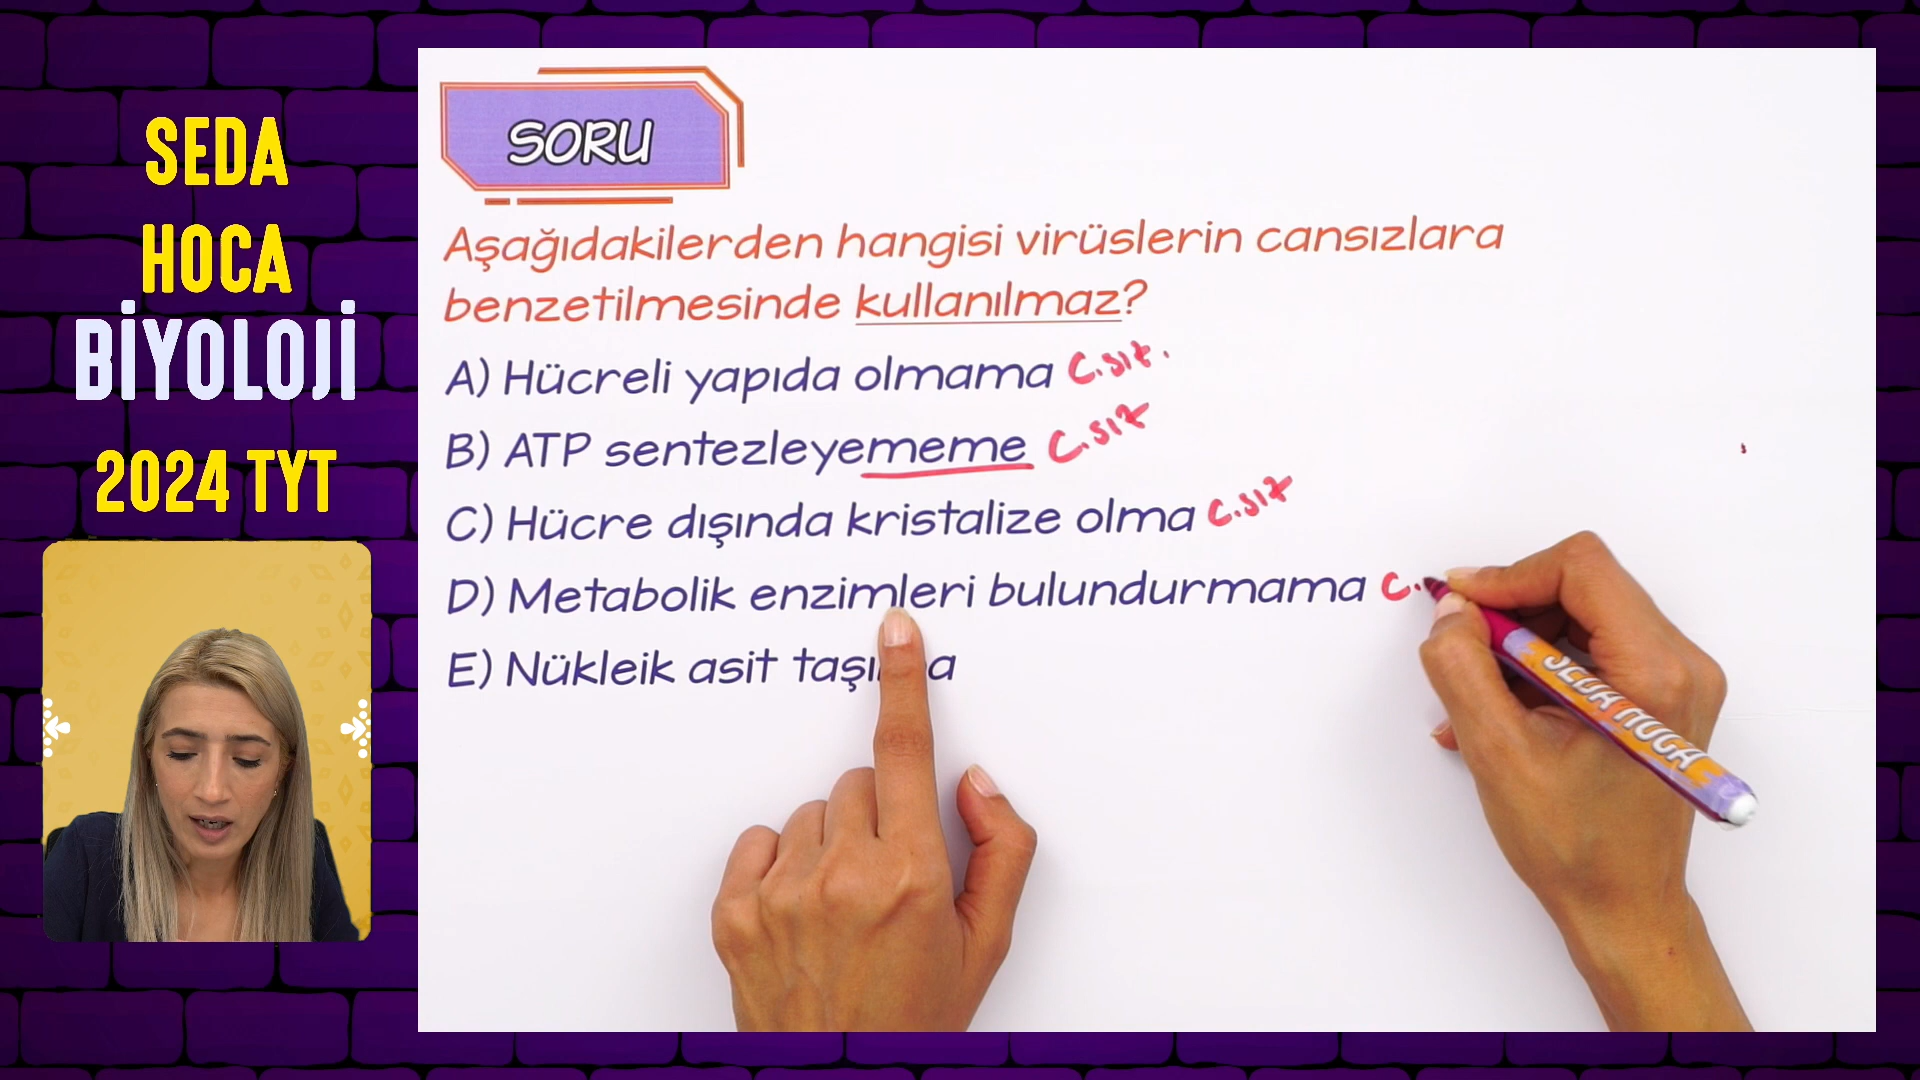 SEDA
HOCA
BİYOLOJİ
2024 TYT
SORU
Aşağıdakilerden hangisi virüslerin cansızlara
benzetilmesinde kullanılmaz?
A) Hücreli yapıda olmama C.sız.
B) ATP sentezleyememe C.sız
C) Hücre dışında kristalize olma C.sız
D) Metabolik enzimleri bulundurmama C.
E) Nükleik asit
SEDA HOCA